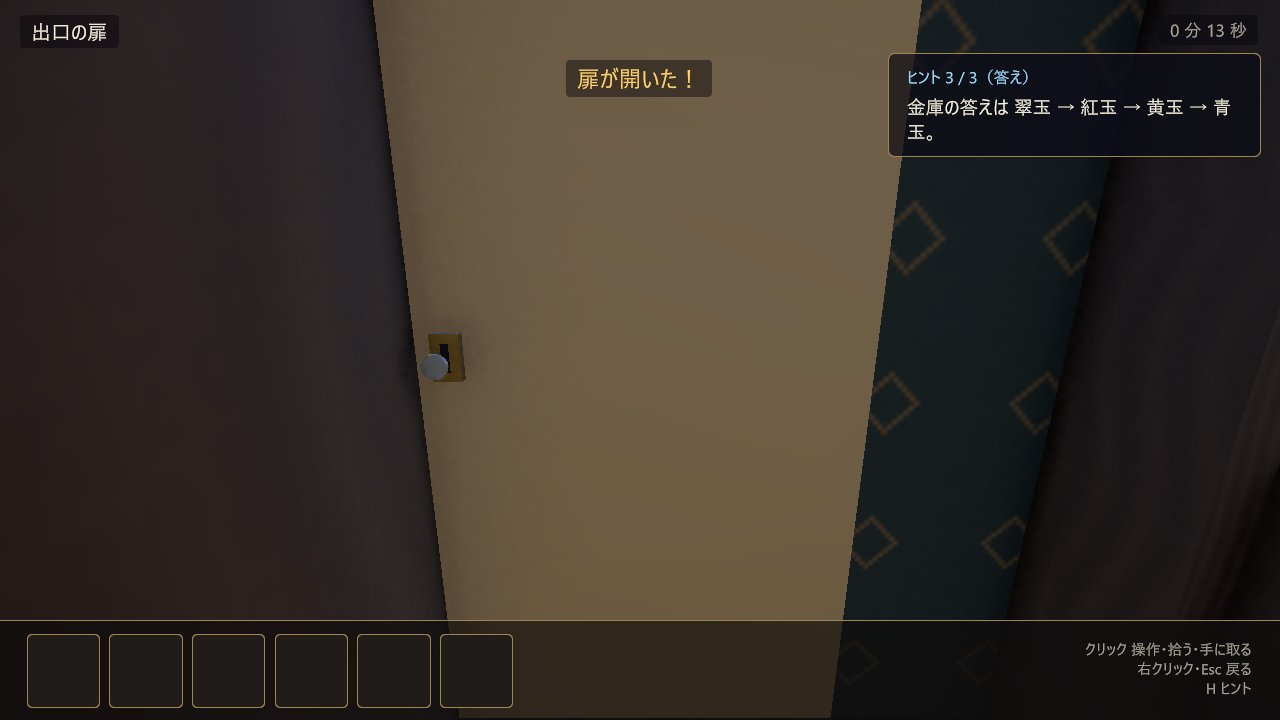 出口の扉
0 分 13 秒
扉が開いた！
ヒント 3 / 3（答え）
金庫の答えは 翠玉 → 紅玉 → 黄玉 → 青
玉。
クリック 操作・拾う・手に取る
右クリック・Esc 戻る
H ヒント